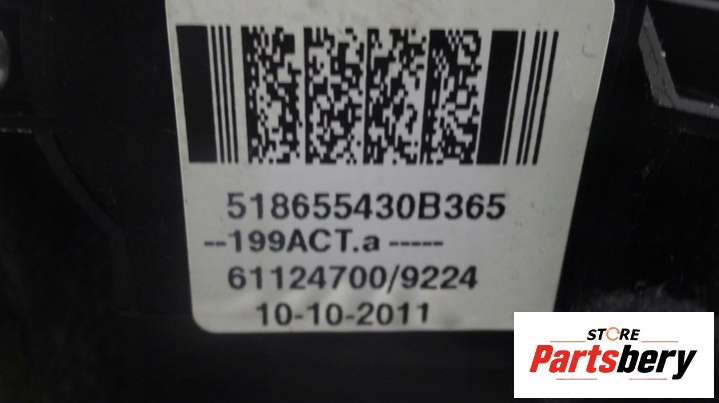 518655430B365
--199ACT.a -----
61124700/9224
10-10-2011
STORE
Partsbery